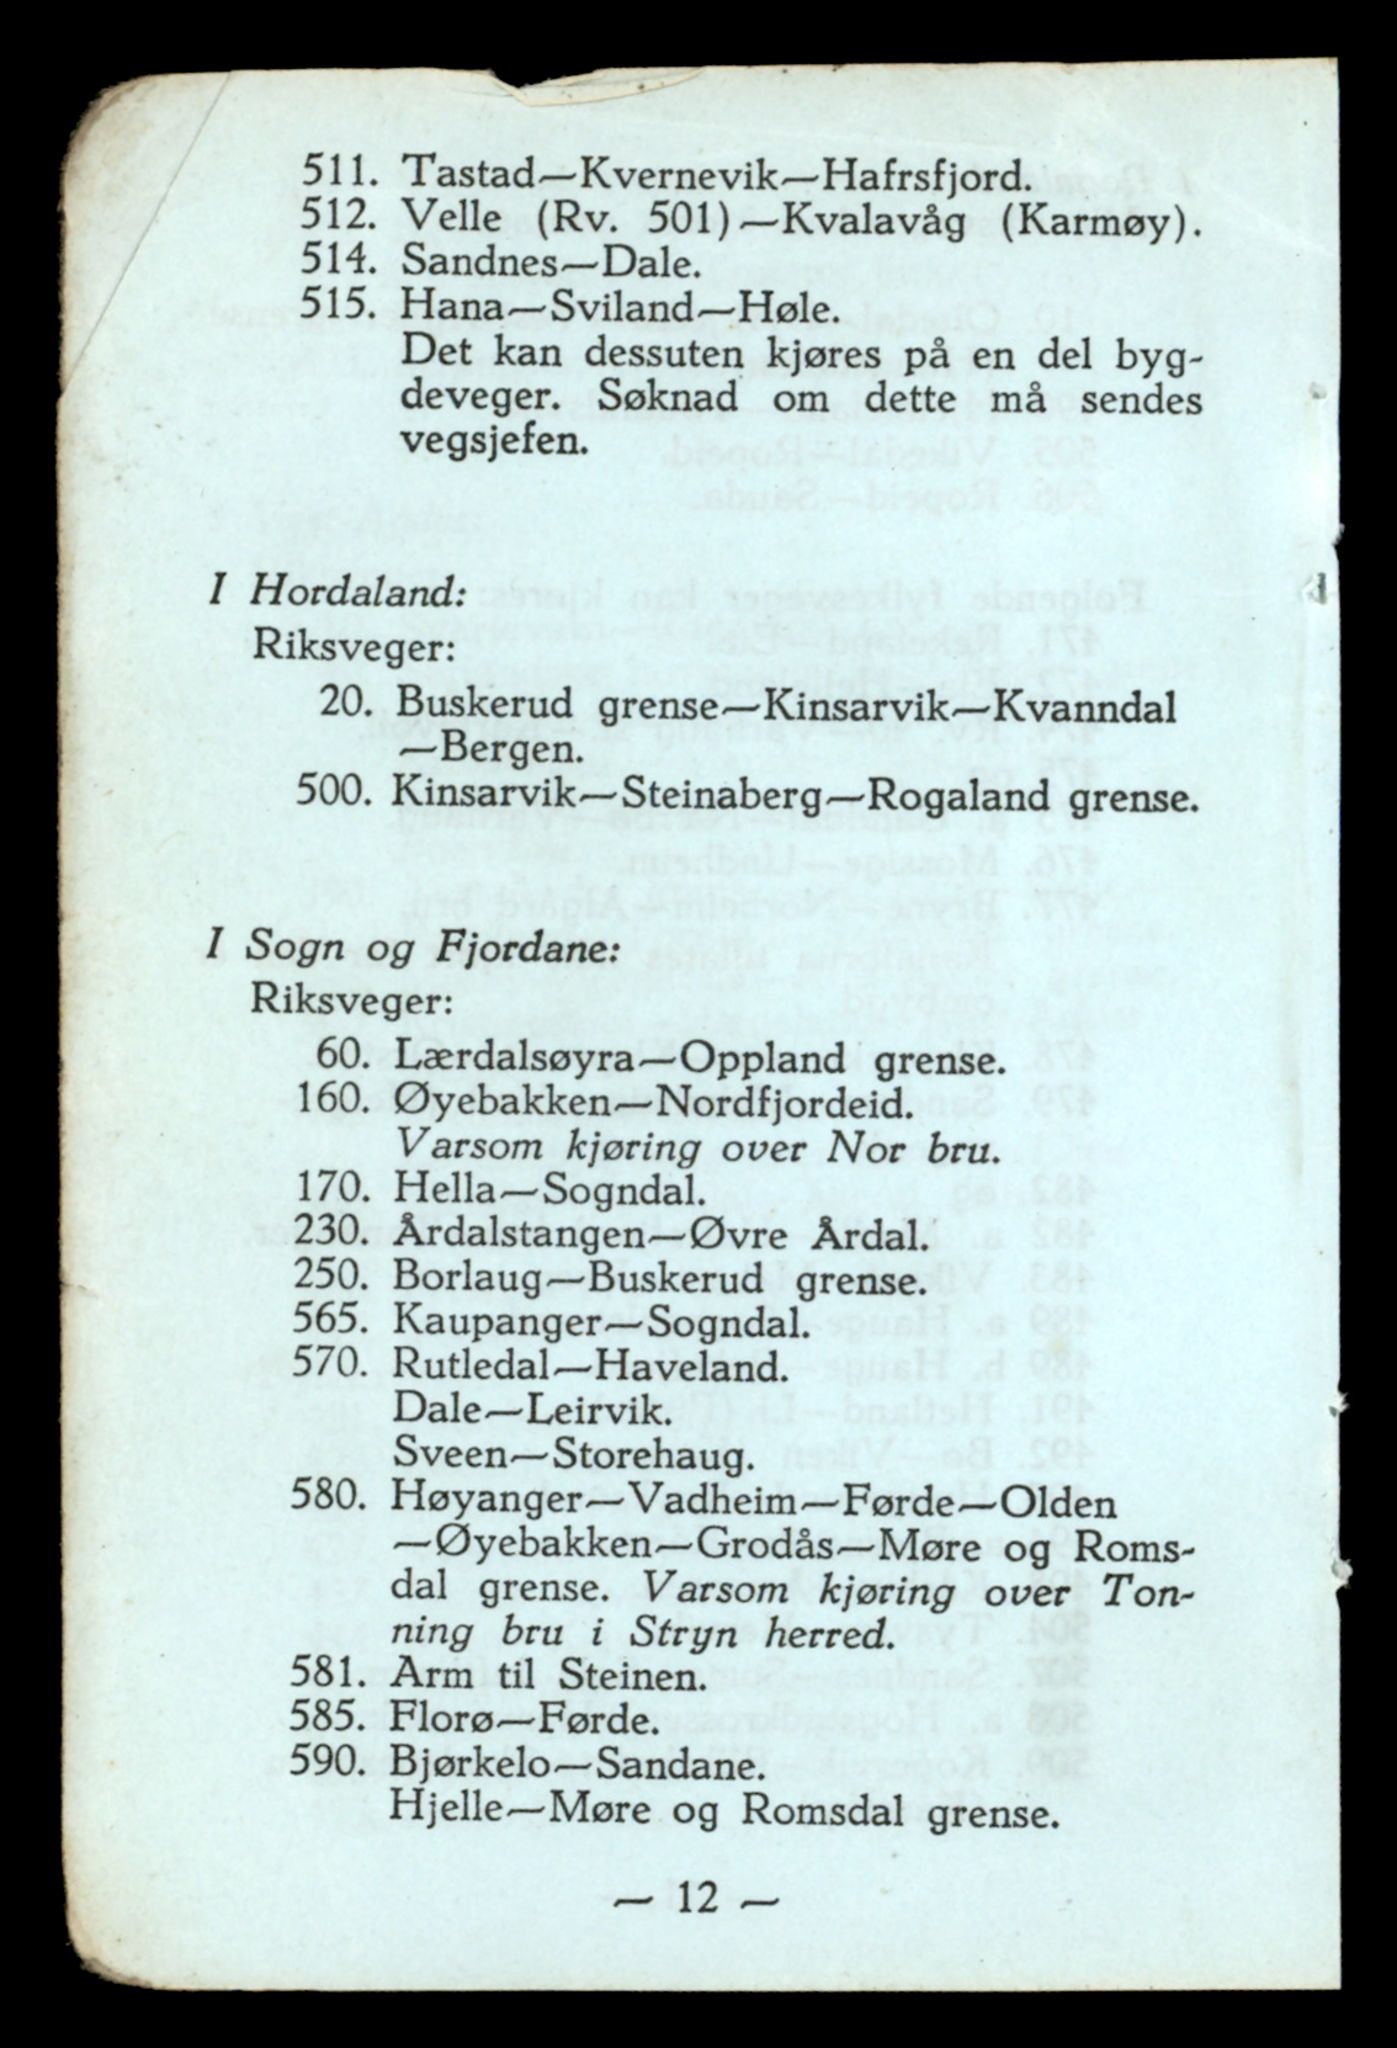 511. Tastad—Kvernevik—Hafrsfjord.
512. Velle (Rv. 501)—Kvalavåg (Karmøy).
514. Sandnes—Dale.
515. Hana—Sviland—Høle.
Det kan dessuten kjøres på en del byg-
deveger. Søknad om dette må sendes
vegsjefen.
I Hordaland:
Riksveger:
20. Buskerud grense—Kinsarvik—Kvanndal
—Bergen.
500. Kinsarvik—Steinaberg—Rogaland grense.
I Sogn og Fjordane:
Riksveger:
60. Lærdalsøyra—Oppland grense.
160. Øyebakken—Nordfjordeid.
Varsom kjøring over Nor bru.
170. Hella—Sogndal.
230. Årdalstangen—Øvre Årdal.
250. Borlaug—Buskerud grense.
565. Kaupanger—Sogndal.
570. Rutledal—Haveland.
Dale—Leirvik.
Sveen—Storehaug.
580. Høyanger—Vadheim—Førde—Olden
—Øyebakken—Grodås—Møre og Roms-
dal grense. Varsom kjøring over Ton-
ning bru i Stryn herred.
581. Arm til Steinen.
585. Florø—Førde.
590. Bjørkelo—Sandane.
Hjelle—Møre og Romsdal grense.
— 12 —